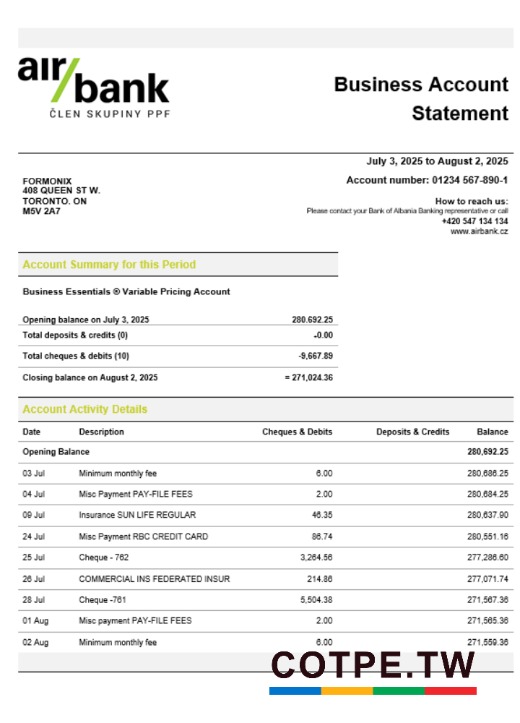 air/bank
ČLEN SKUPINY PPF
Business Account
Statement
July 3, 2025 to August 2, 2025
FORMONIX
408 QUEEN ST W.
TORONTO. ON
M5V 2A7
Account number: 01234 567-890-1
How to reach us:
Please contact your Bank of Albania Banking representative or call
+420 547 134 134
www.airbank.cz
Account Summary for this Period
Business Essentials ® Variable Pricing Account
Opening balance on July 3, 2025 280.692.25
Total deposits & credits (0) -0.00
Total cheques & debits (10) -9,667.89
Closing balance on August 2, 2025 = 271,024.36
Account Activity Details
Date Description Cheques & Debits Deposits & Credits Balance
Opening Balance 280,692.25
03 Jul Minimum monthly fee 6.00 280,686.25
04 Jul Misc Payment PAY-FILE FEES 2.00 280,684.25
09 Jul Insurance SUN LIFE REGULAR 46.35 280,637.90
24 Jul Misc Payment RBC CREDIT CARD 86.74 280,551.16
25 Jul Cheque - 762 3,264.56 277,286.60
26 Jul COMMERCIAL INS FEDERATED INSUR 214.86 277,071.74
28 Jul Cheque -761 5,504.38 271,567.36
01 Aug Misc payment PAY-FILE FEES 2.00 271,565.36
02 Aug Minimum monthly fee 6.00 271,559.36
COTPE.TW